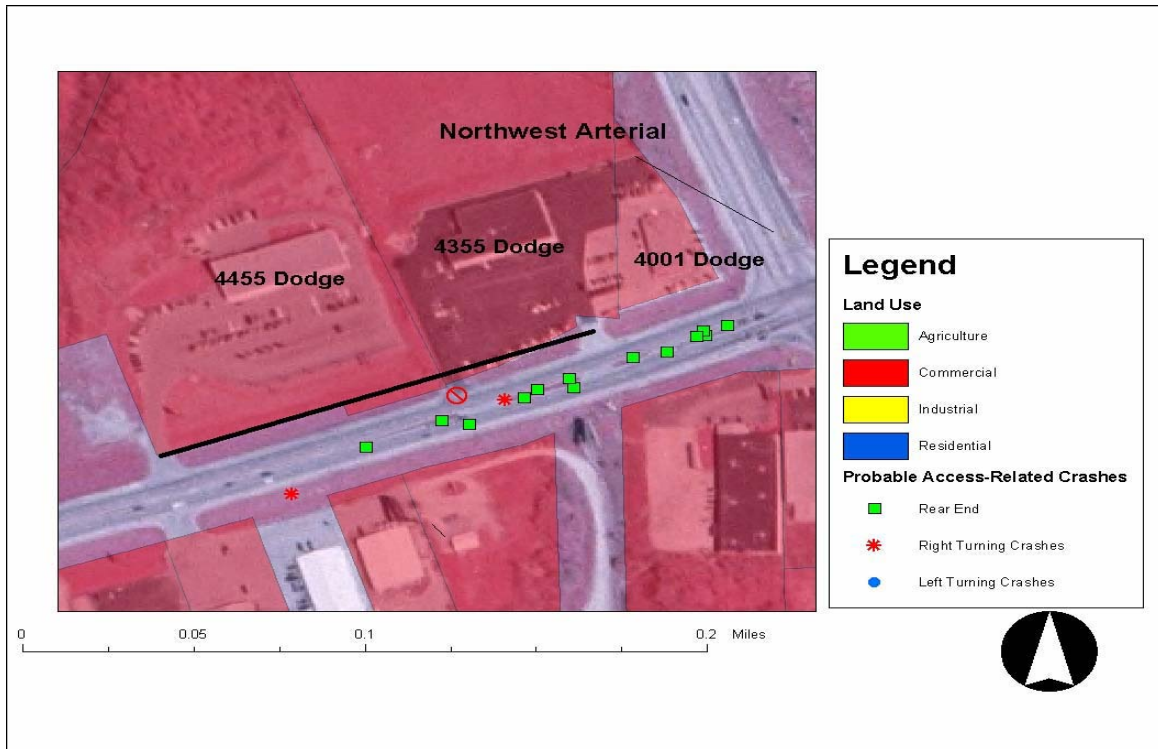 Northwest Arterial
4355 Dodge
4001 Dodge
4455 Dodge
Legend
Land Use
Agriculture
Commercial
Industrial
Residential
Probable Access-Related Crashes
Rear End
Right Turning Crashes
Left Turning Crashes
0 0.05 0.1 0.2 Miles